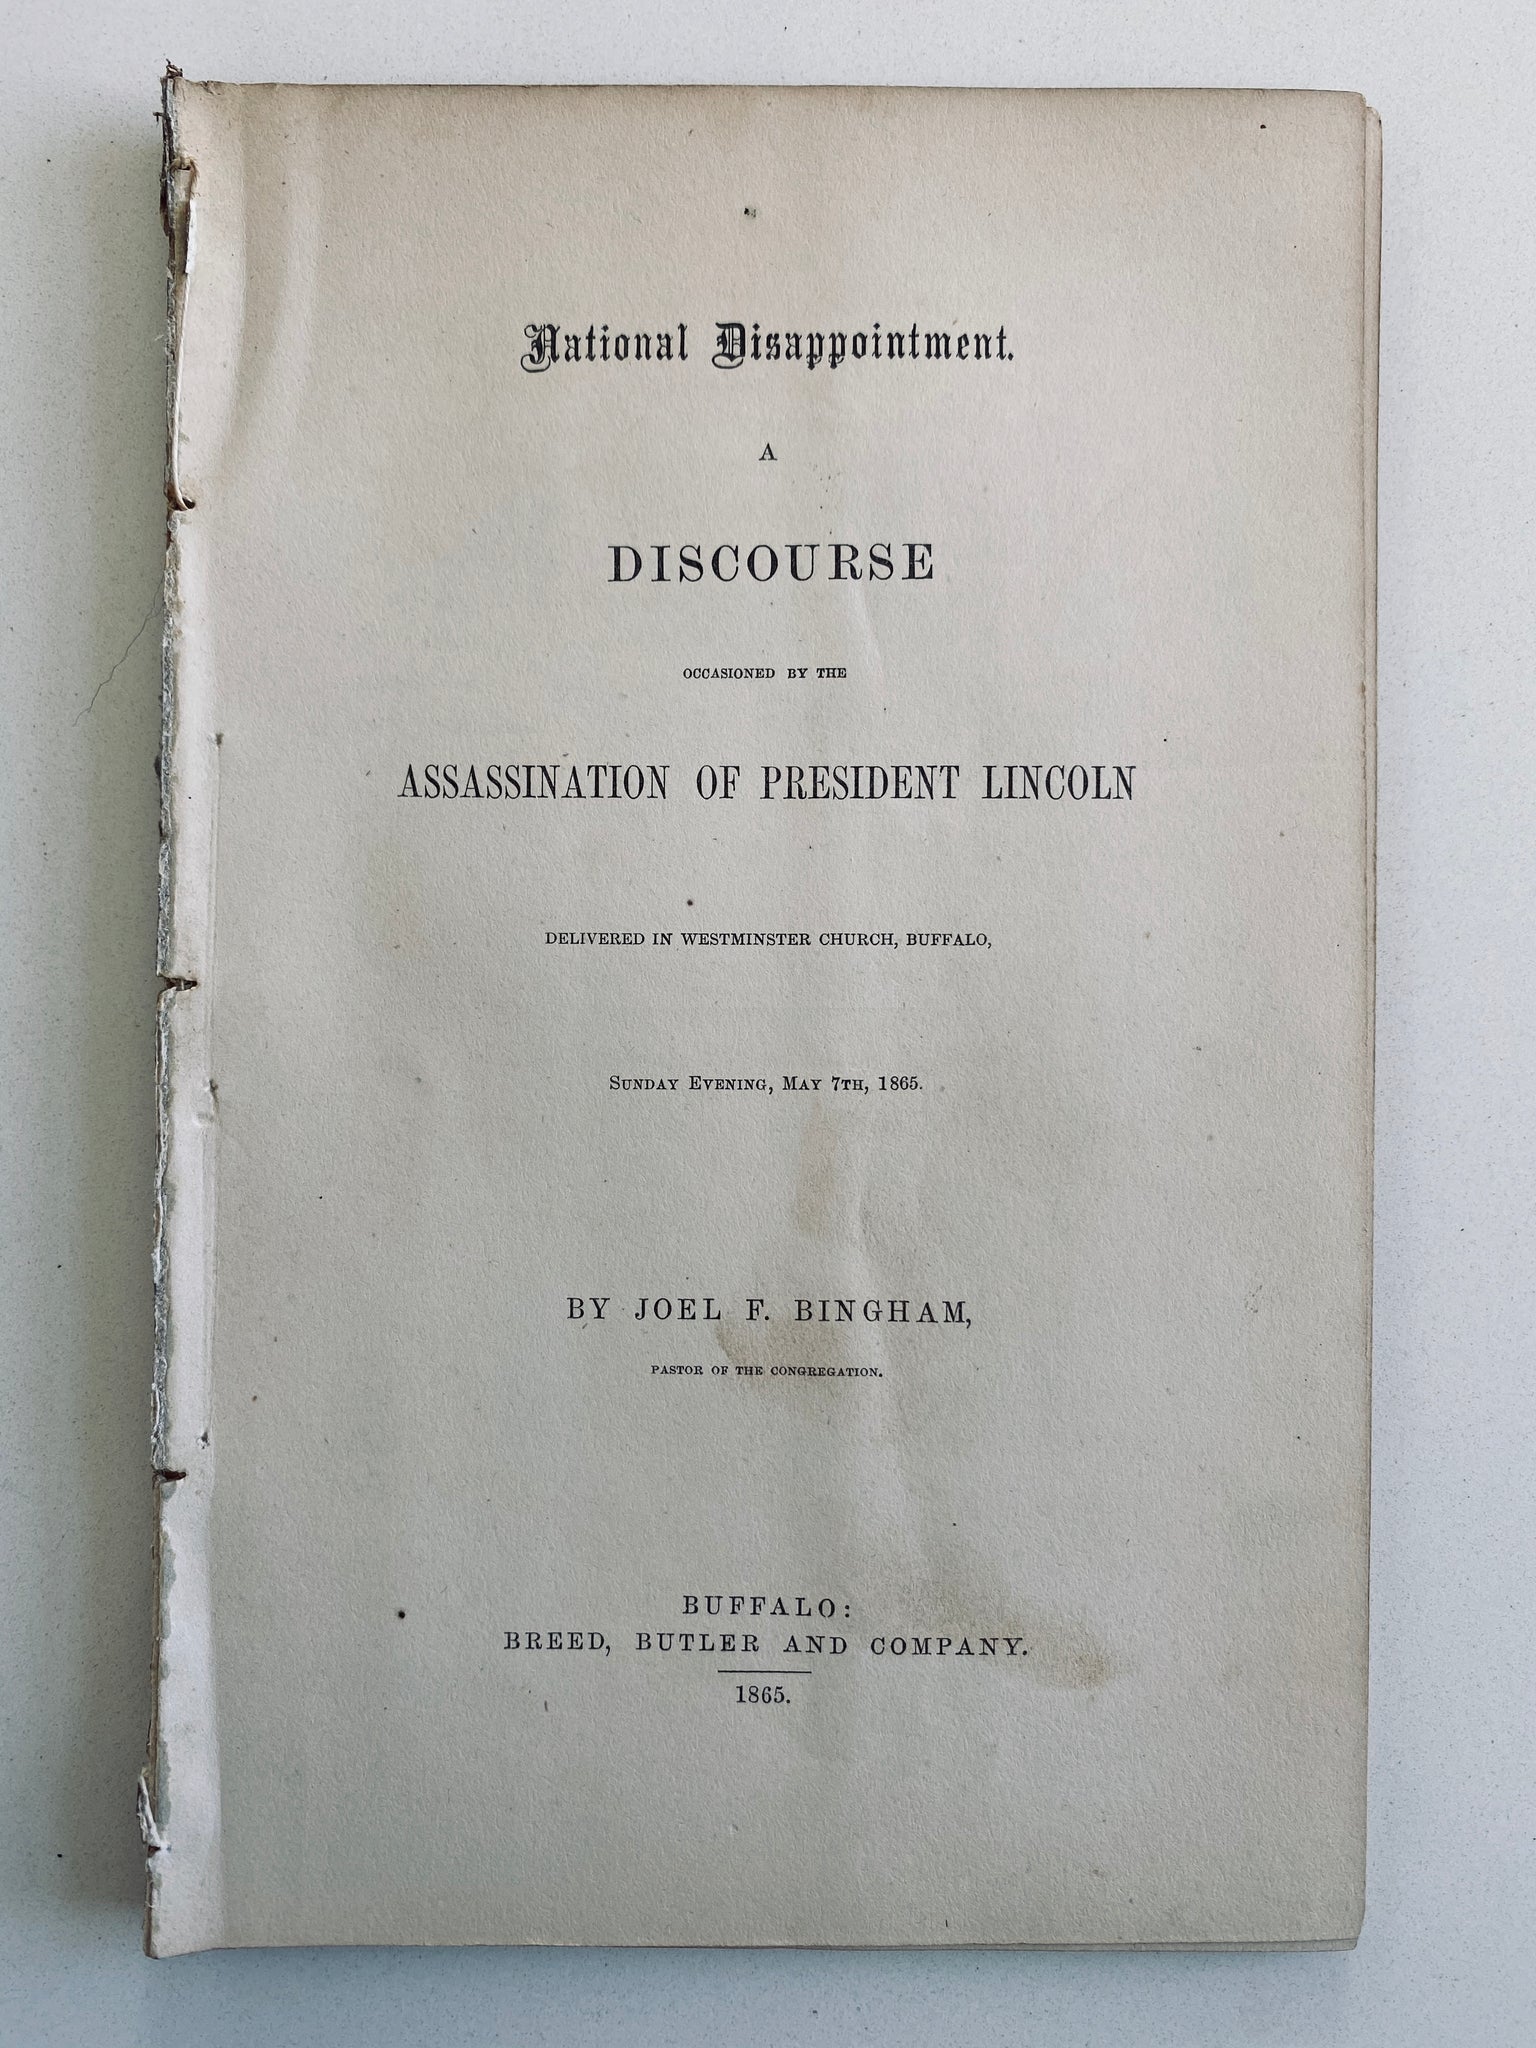 National Disappointment.
A
DISCOURSE
OCCASIONED BY THE
ASSASSINATION OF PRESIDENT LINCOLN
DELIVERED IN WESTMINSTER CHURCH, BUFFALO,
SUNDAY EVENING, MAY 7TH, 1865.
BY JOEL F. BINGHAM,
PASTOR OF THE CONGREGATION.
BUFFALO:
BREED, BUTLER AND COMPANY.
1865.